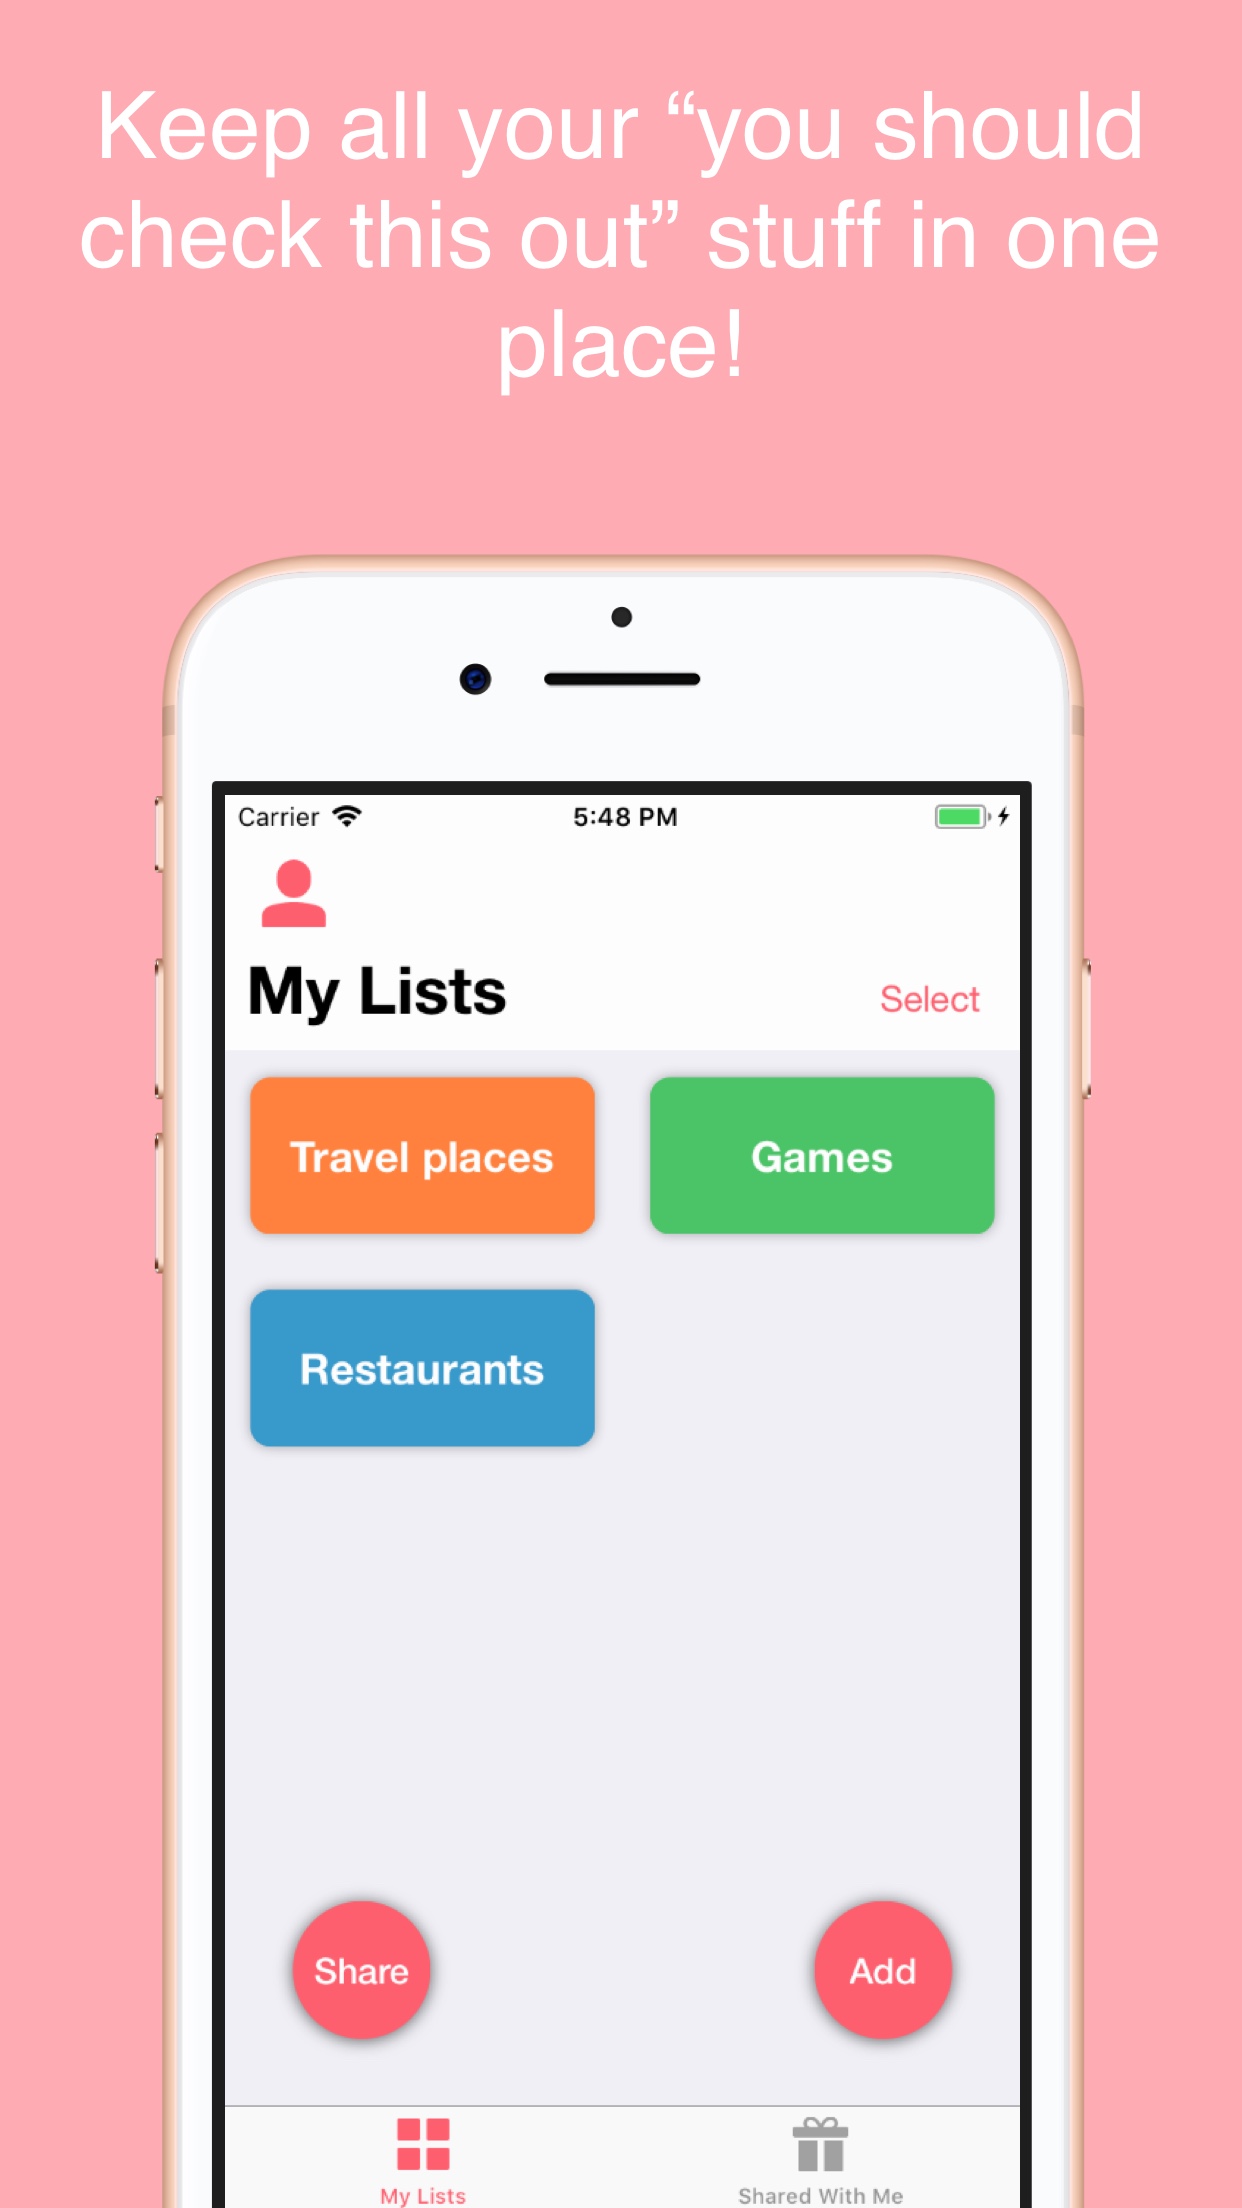 Keep all your “you should
check this out” stuff in one
place!
Carrier
5:48 PM
My Lists
Select
Travel places
Games
Restaurants
Share
Add
My Lists
Shared With Me